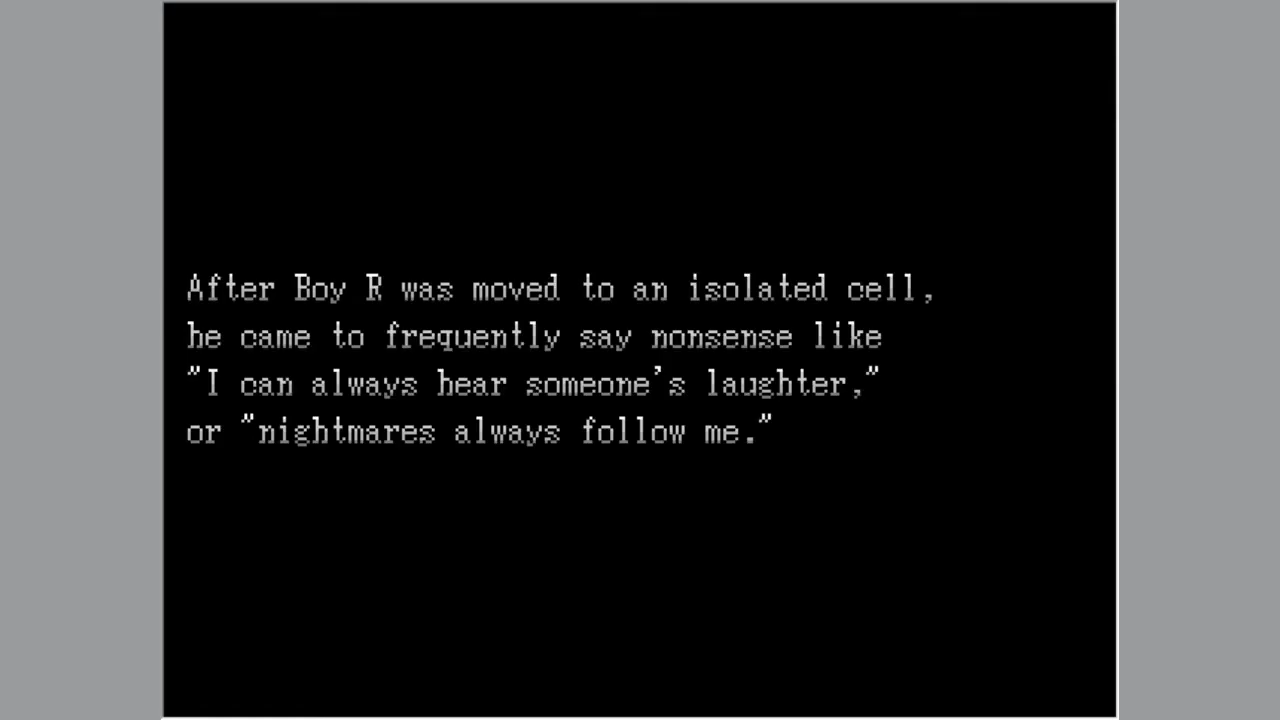 After Boy R was moved to an isolated cell,
he came to frequently say nonsense like
"I can always hear someone's laughter,"
or "nightmares always follow me."